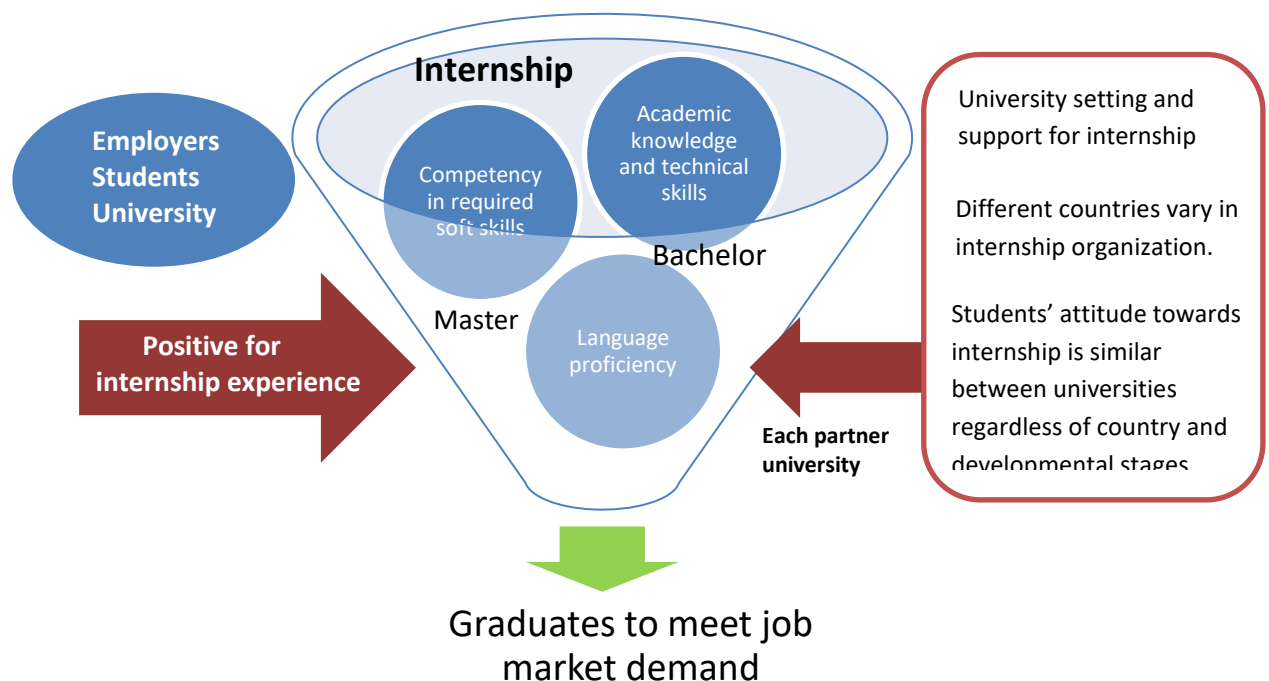 Internship
Employers
Students
University
Academic
knowledge
and technical
skills
Competency
in required
soft skills
Bachelor
Master
Language
proficiency
Positive for
internship experience
University setting and
support for internship
Different countries vary in
internship organization.
Students’ attitude towards
internship is similar
between universities
regardless of country and
developmental stages
Each partner
university
Graduates to meet job
market demand